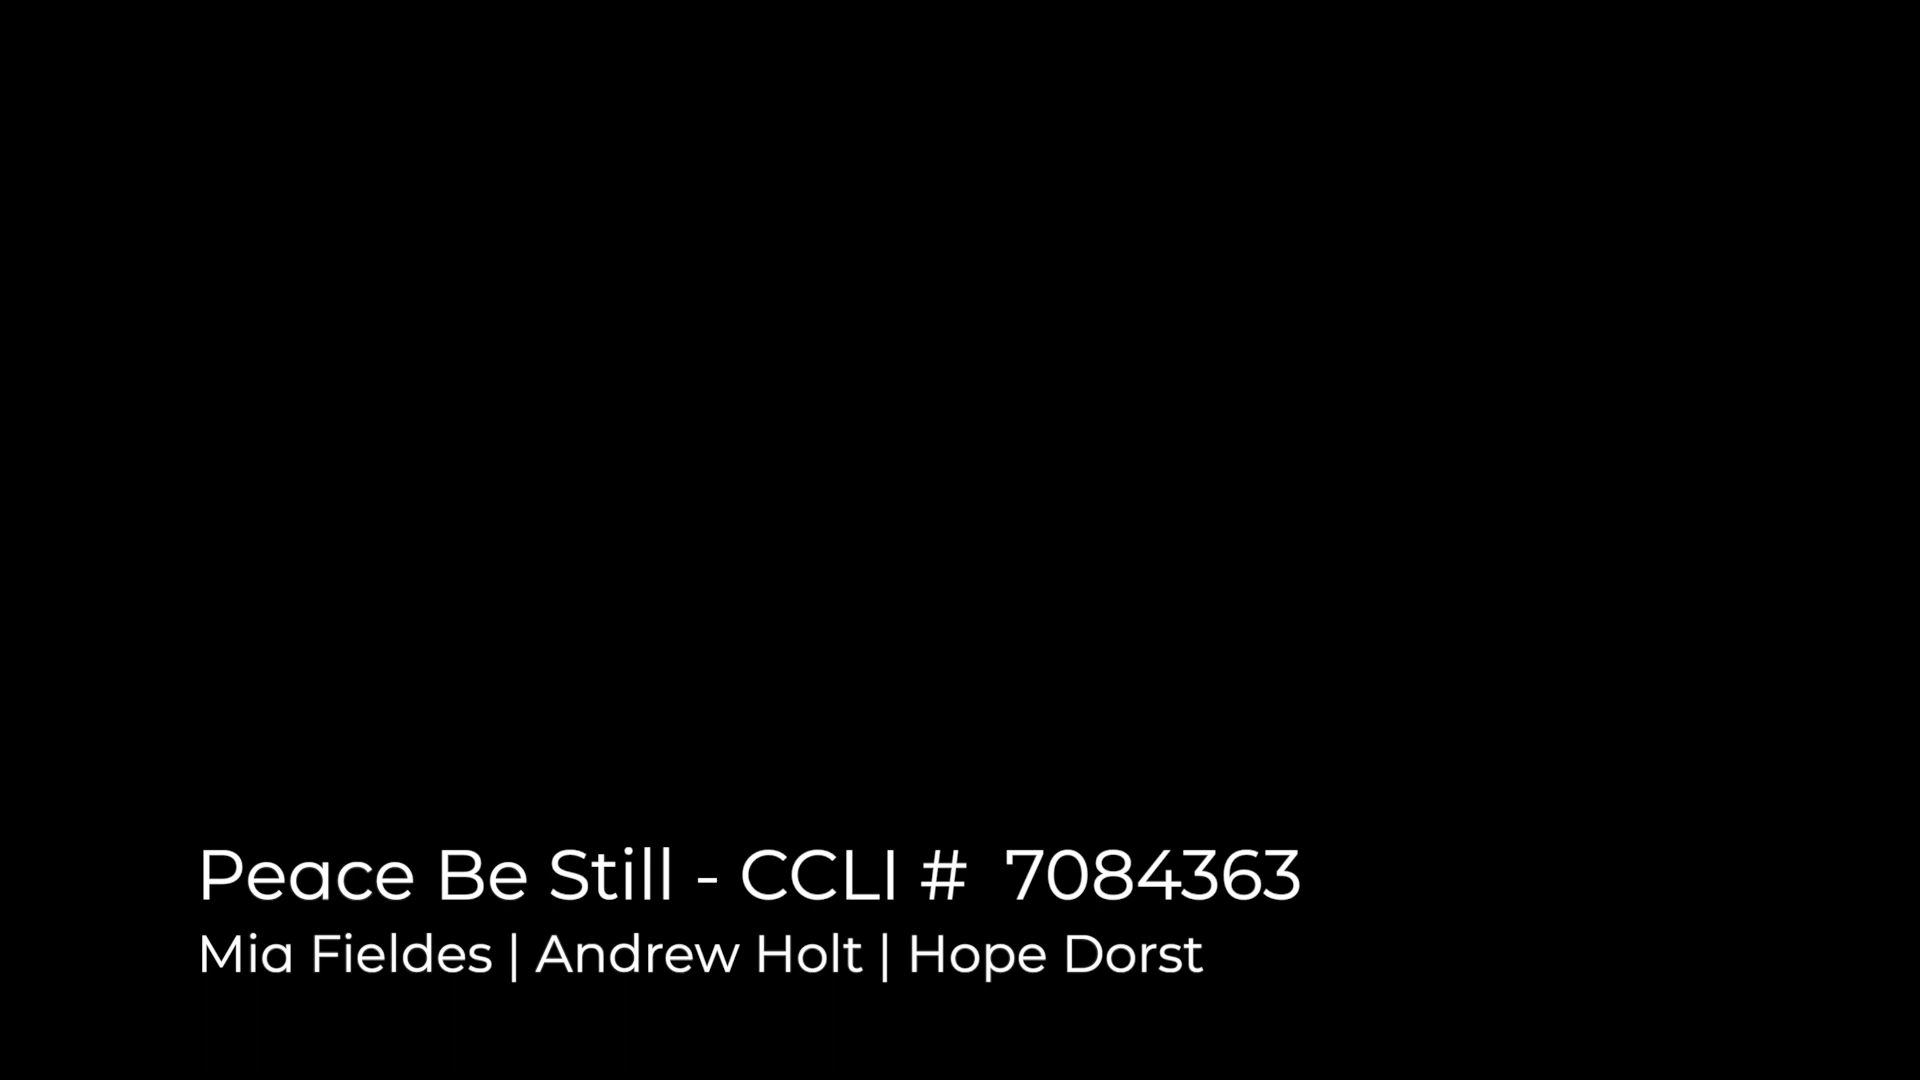 Peace Be Still - CCLI #  7084363
Mia Fieldes | Andrew Holt | Hope Dorst